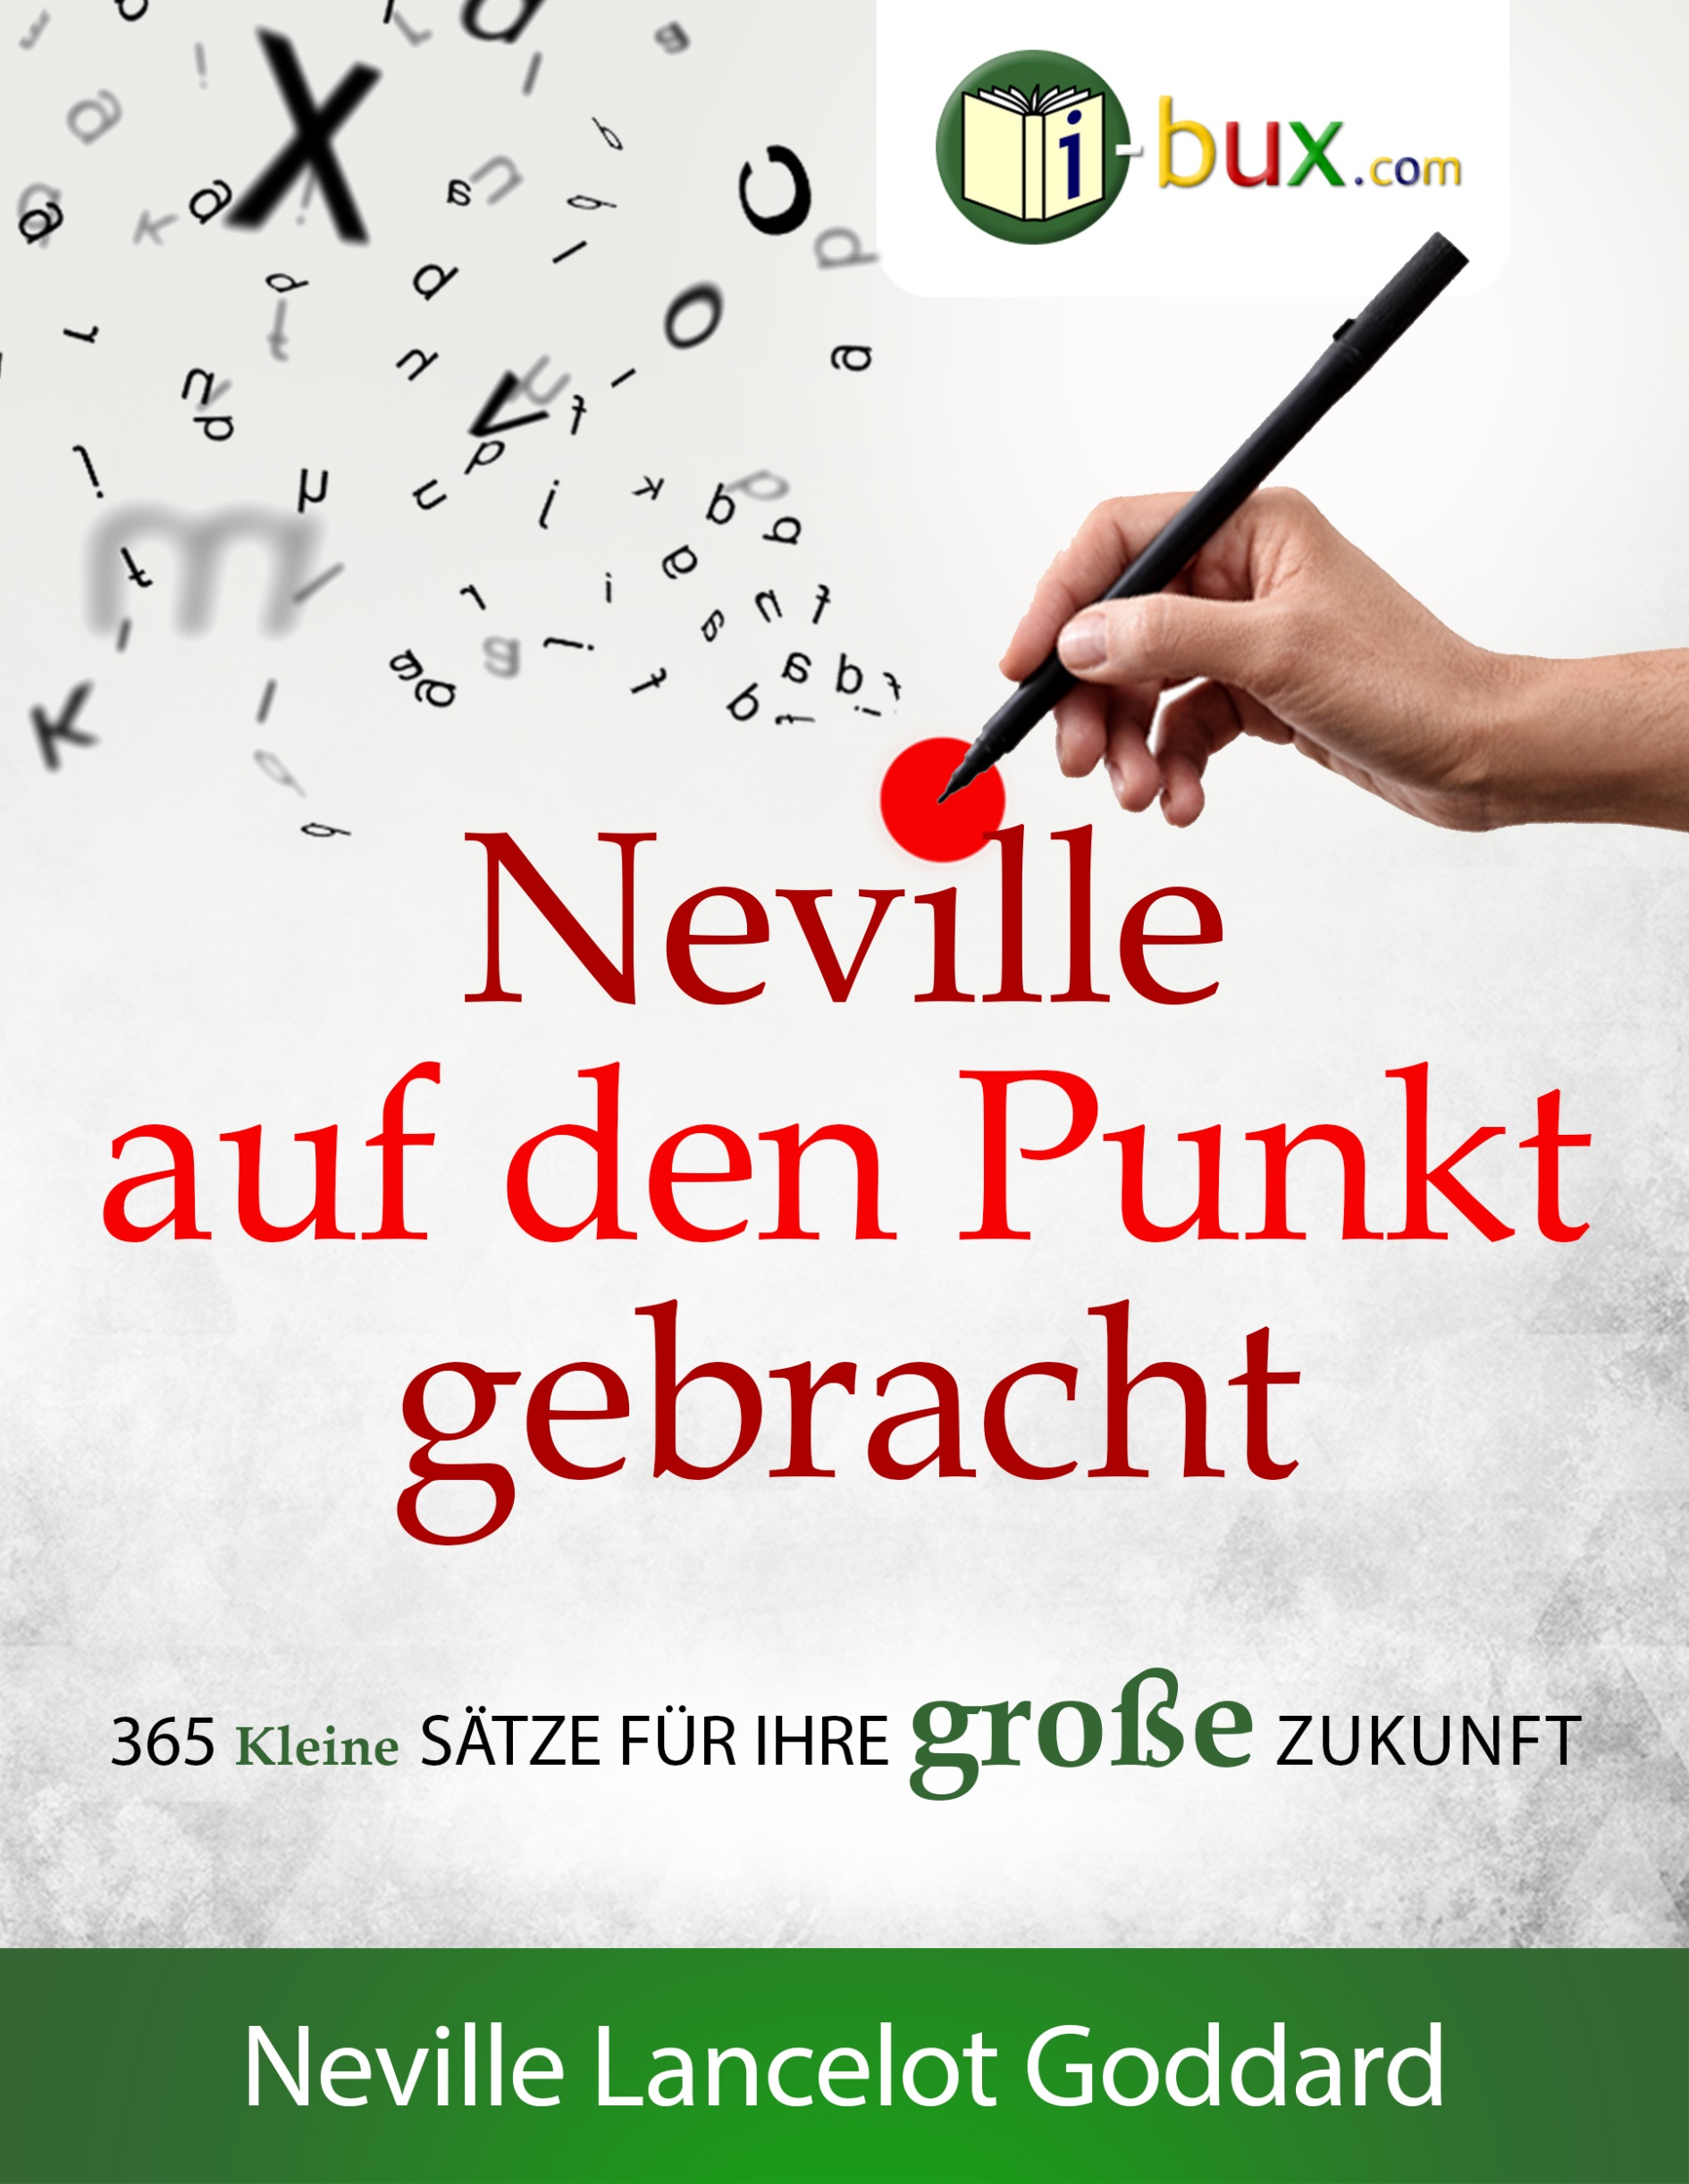 i-bux.com
Neville
auf den Punkt
gebracht
365 Kleine SÄTZE FÜR IHRE große ZUKUNFT
Neville Lancelot Goddard